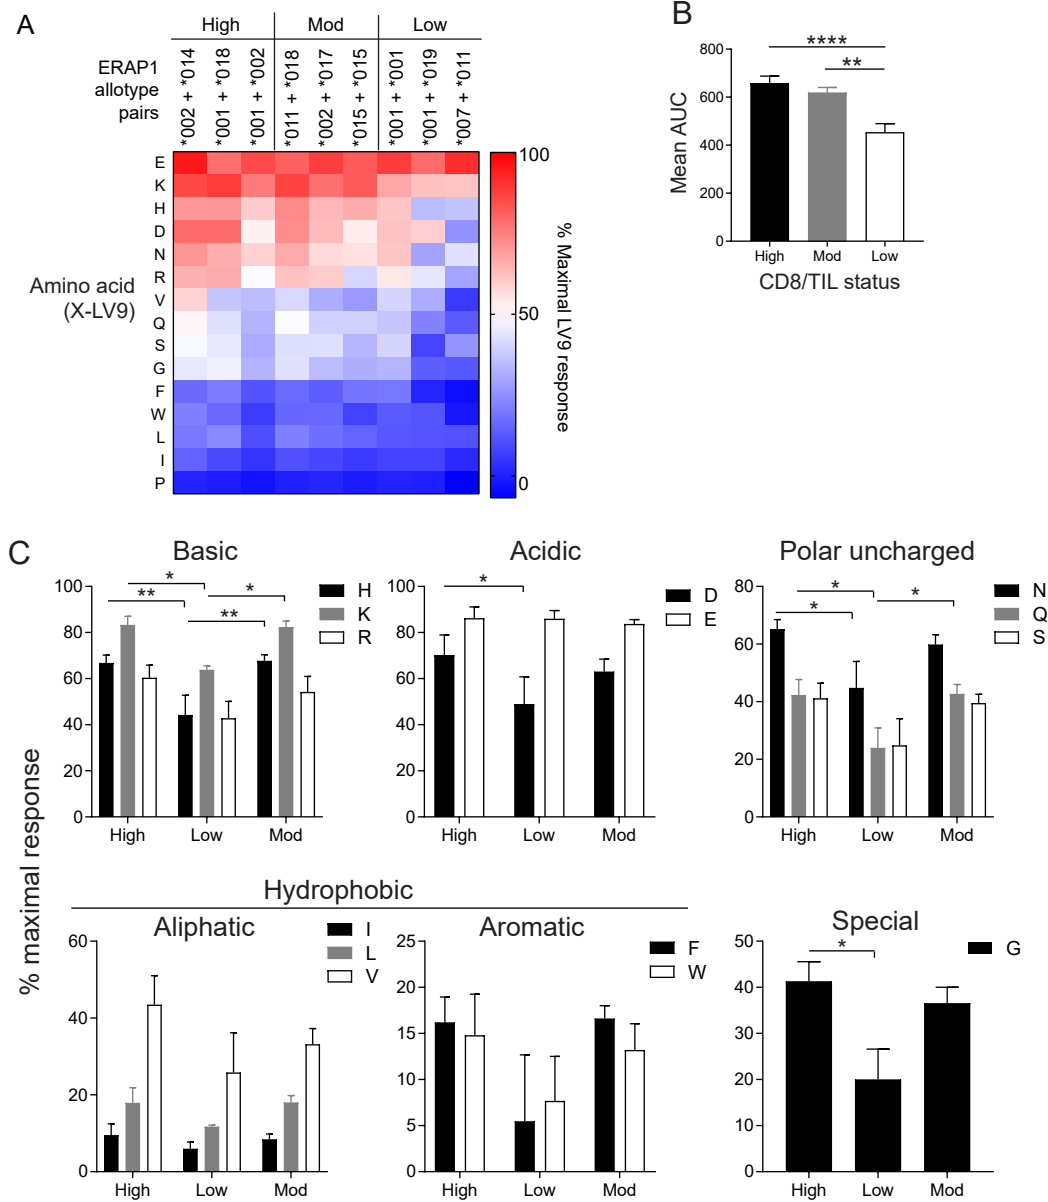 A
High Mod Low
ERAP1
allotype
pairs
*002 + *014
*001 + *018
*001 + *002
*011 + *018
*002 + *017
*015 + *015
*001 + *001
*001 + *019
*007 + *011
E
K
H
D
N
R
V
Q
S
G
F
W
L
I
P
Amino acid
(X-LV9)
100
50
0
% Maximal LV9 response
B
****
**
800
600
400
200
0
Mean AUC
High Mod Low
CD8/TIL status
C
% maximal response
Basic
* * ** **
H
K
R
100
80
60
40
20
0
High Low Mod
Acidic
*
D
E
100
80
60
40
20
0
High Low Mod
Polar uncharged
* * *
N
Q
S
80
60
40
20
0
High Low Mod
Hydrophobic
Aliphatic
I
L
V
60
40
20
0
High Low Mod
Aromatic
F
W
25
20
15
10
5
0
High Low Mod
Special
*
G
50
40
30
20
10
0
High Low Mod